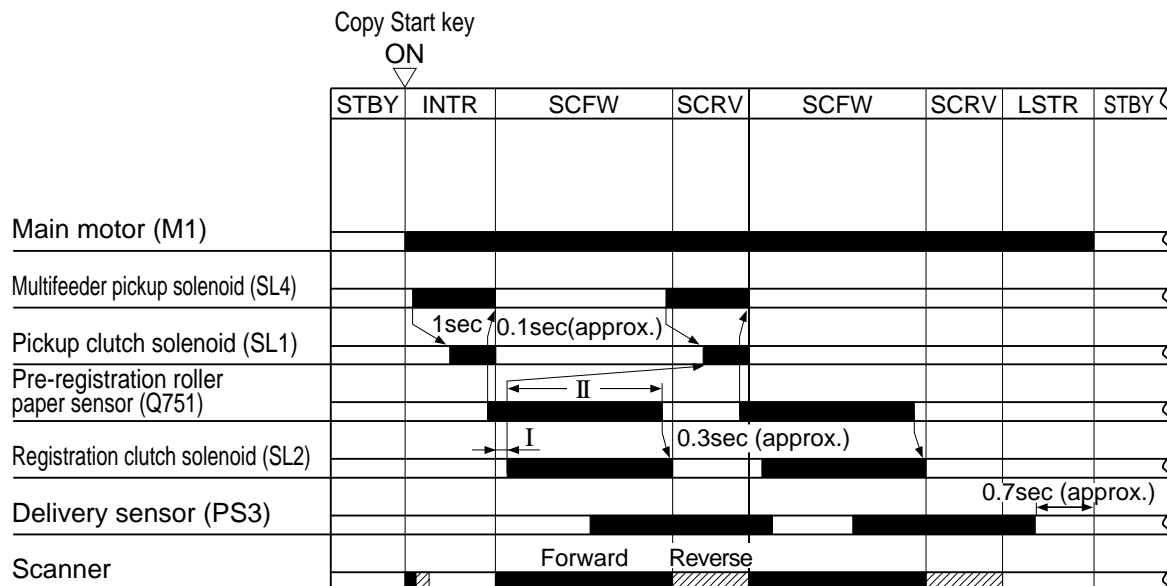 Copy Start key
ON
STBY INTR SCFW SCRV SCFW SCRV LSTR STBY
Main motor (M1)
Multifeeder pickup solenoid (SL4)
1sec 0.1sec(approx.)
Pickup clutch solenoid (SL1)
Pre-registration roller
paper sensor (Q751)
II
I 0.3sec (approx.)
Registration clutch solenoid (SL2)
0.7sec (approx.)
Delivery sensor (PS3)
Forward Reverse
Scanner